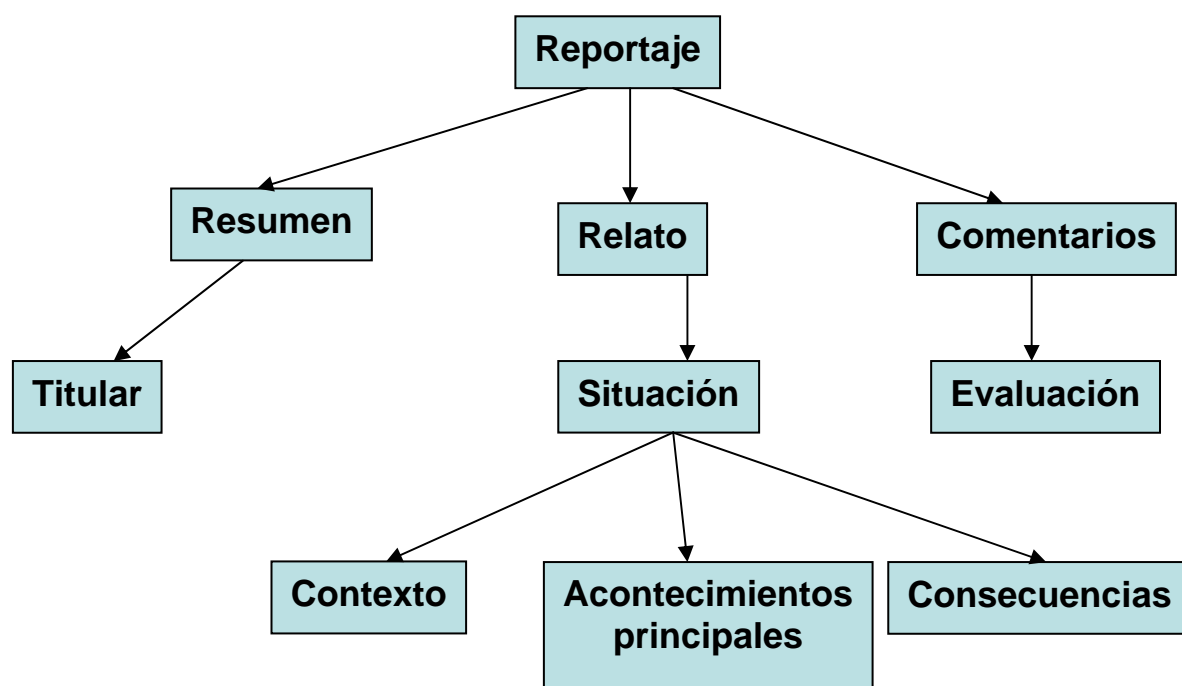 Reportaje
Resumen
Relato
Comentarios
Titular
Situación
Evaluación
Contexto
Acontecimientos
principales
Consecuencias